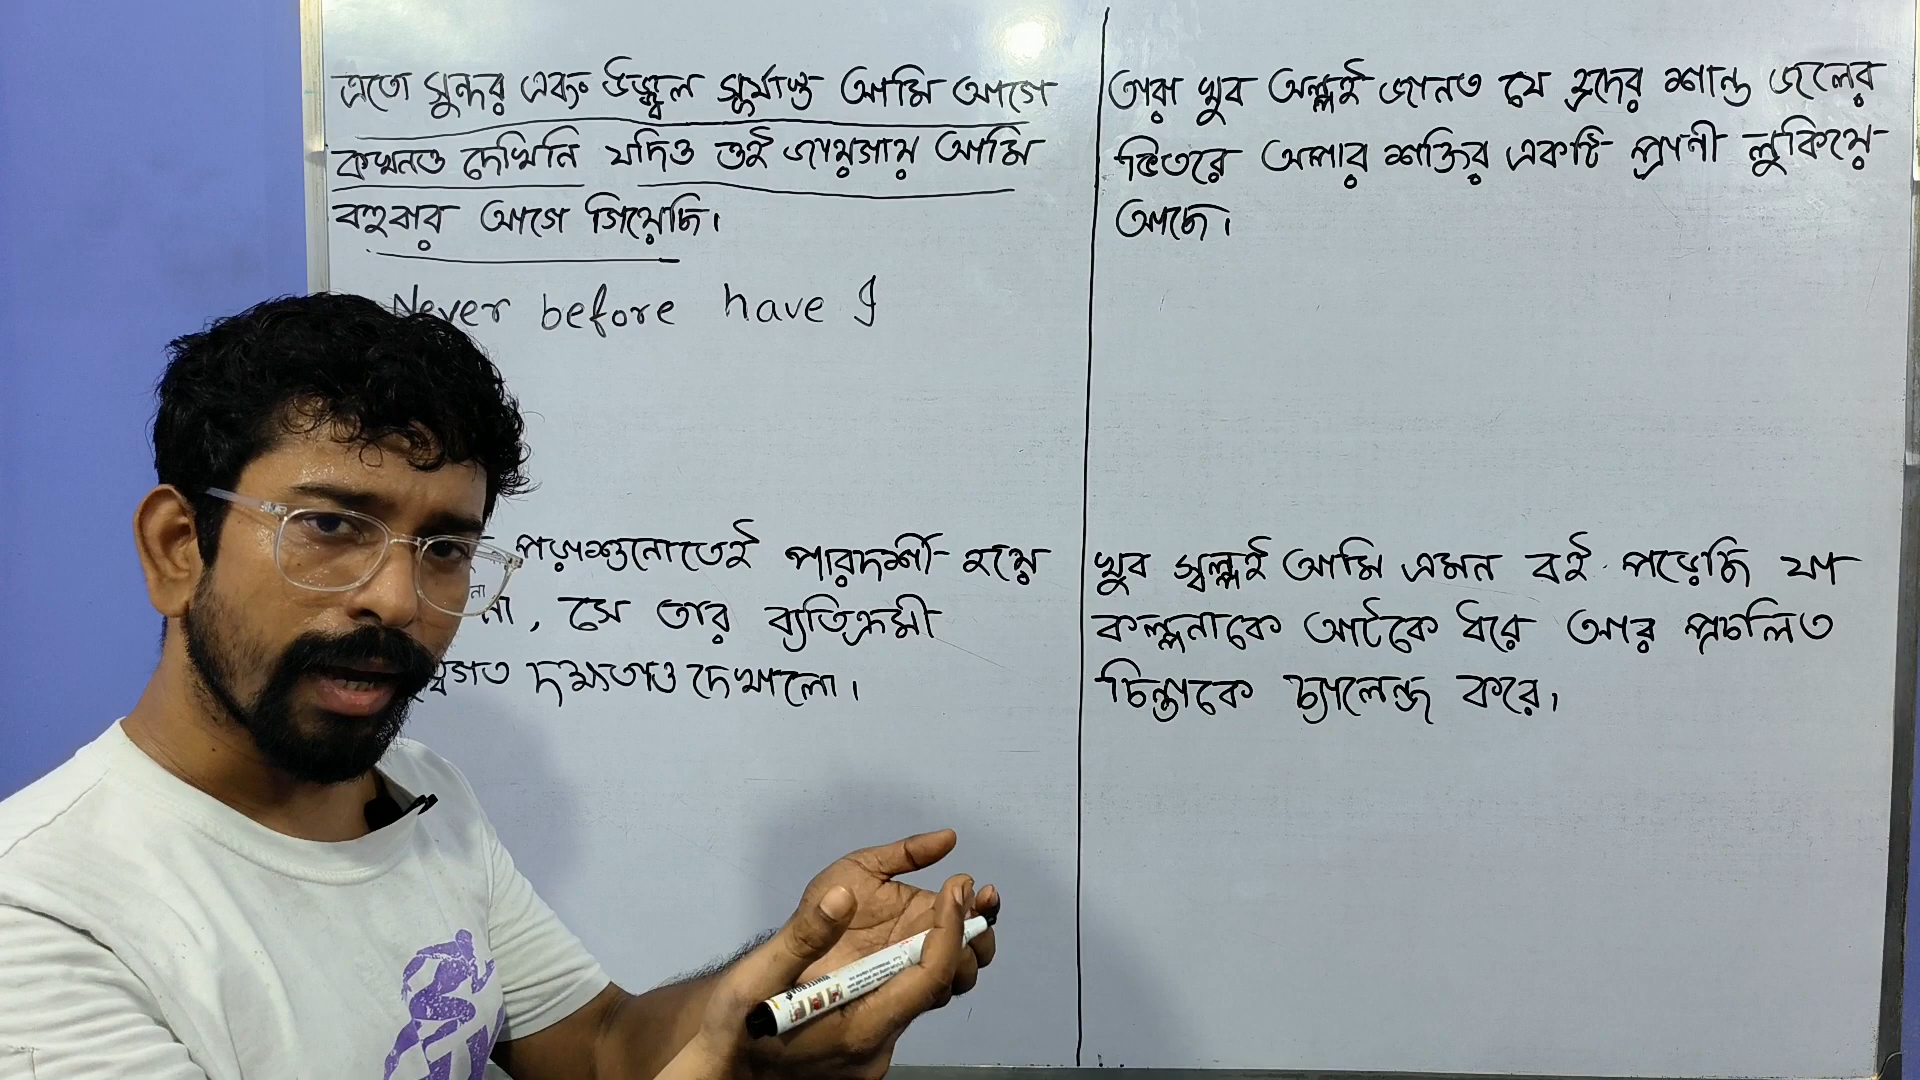 এতো সুন্দর এবং উজ্জ্বল সূর্যাস্ত আমি আগে
কখনও দেখিনি যদিও ওই জায়গায় আমি
বহুবার আগে গিয়েছি।
Never before have I
পড়াশুনোতেই পারদর্শী হয়ে
না
না, সে তার ব্যতিক্রমী
দক্ষতাও দেখালো।
তারা খুব অল্পই জানত যে হ্রদের শান্ত জলের
ভিতরে অপার শক্তির একটি প্রাণী লুকিয়ে
আছে।
খুব স্বল্পই আমি এমন বই পড়েছি যা
কল্পনাকে আটকে ধরে আর প্রচলিত
চিন্তাকে চ্যালেন্জ করে।